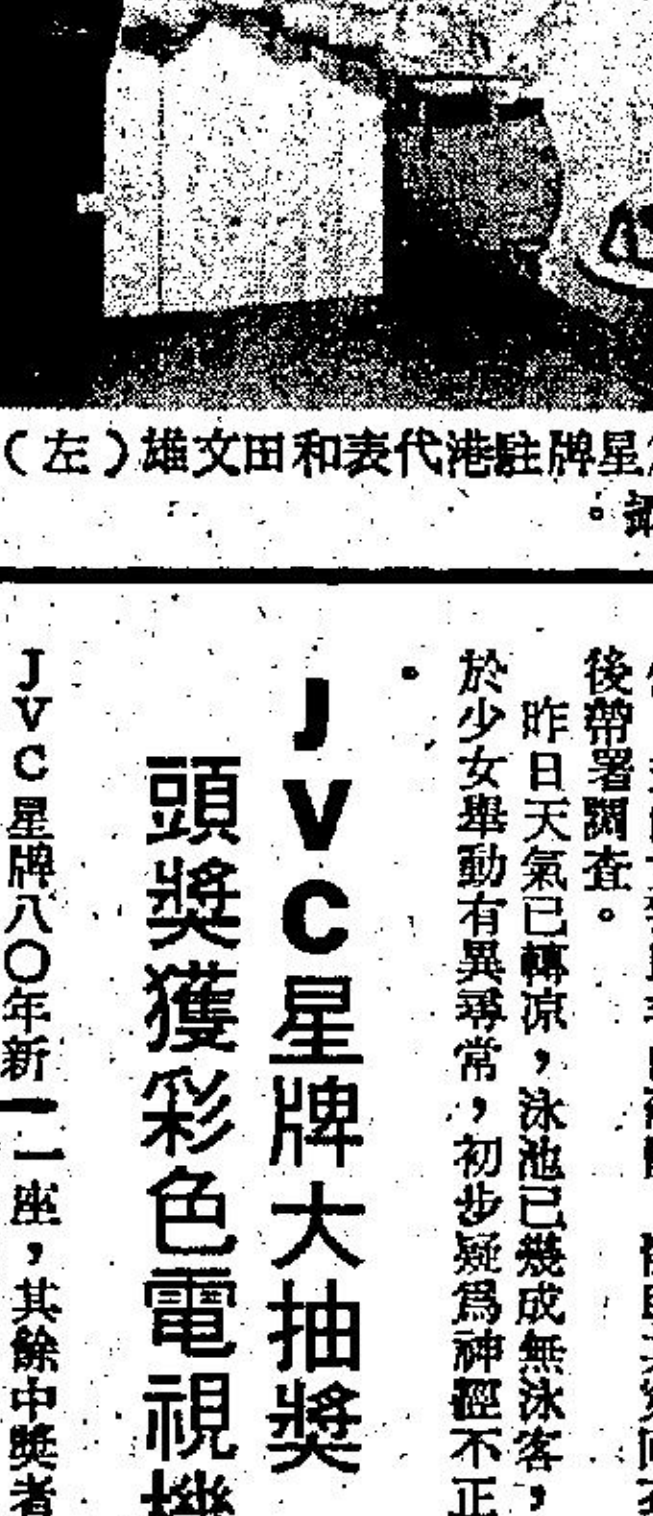 星牌駐港代表和田文雄（左）
後帶署調查。
昨日天氣已轉凉，泳池已幾成無泳客，
於少女舉動有異尋常，初步疑爲神經不正
JVC星牌大抽獎
頭獎獲彩色電視機
JVC星牌八〇年新
一座，其餘中獎者